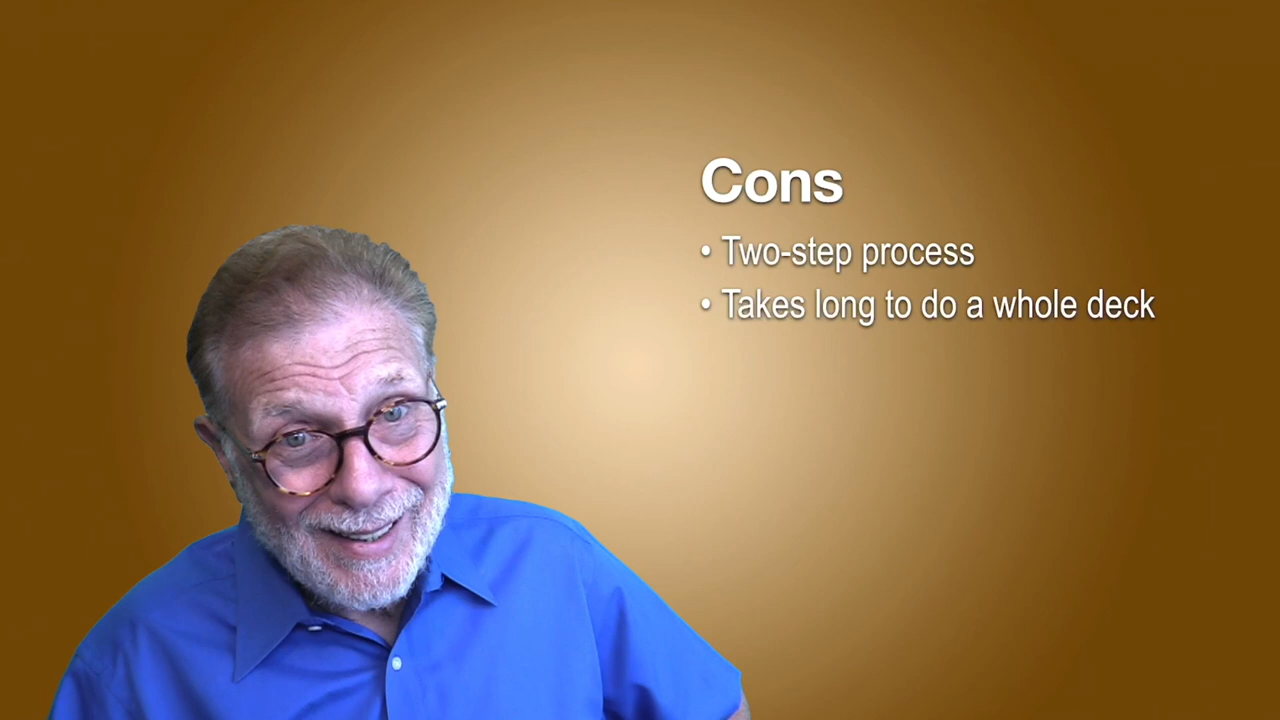 Cons
• Two-step process
• Takes long to do a whole deck